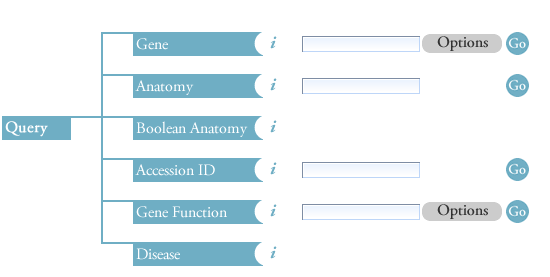 Gene i Options Go
Anatomy i Go
Query Boolean Anatomy i
Accession ID i Go
Gene Function i Options Go
Disease i